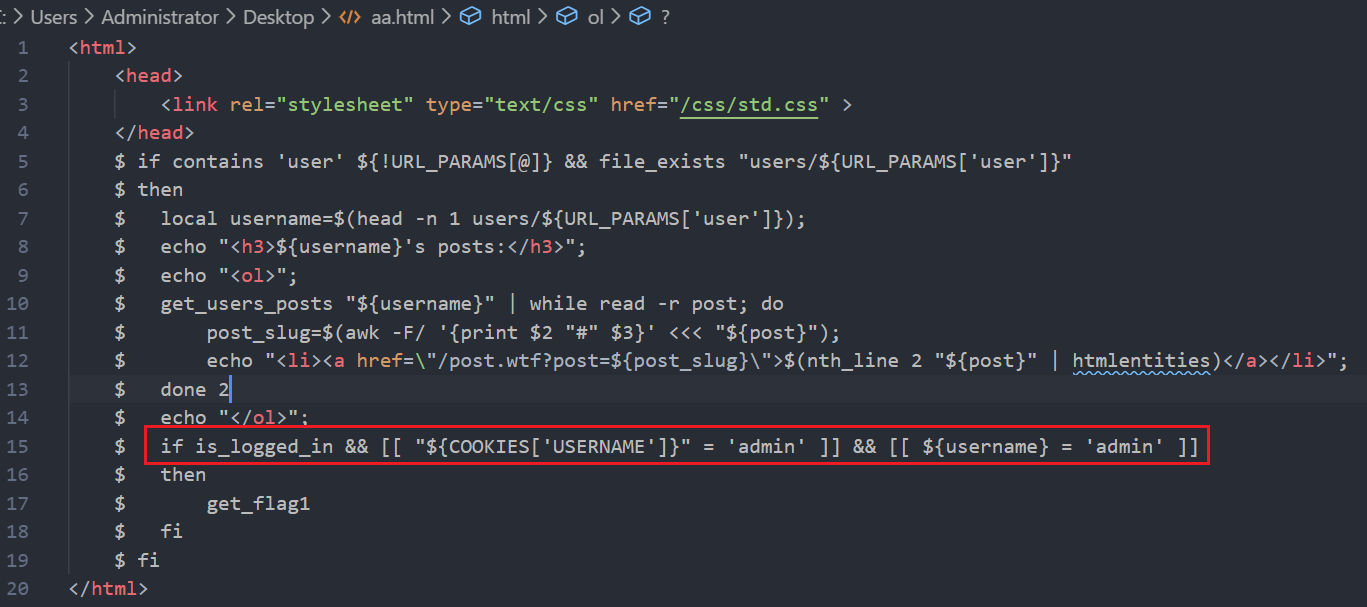 : > Users > Administrator > Desktop > aa.html > html > ol > ?
1 <html>
2 <head>
3 <link rel="stylesheet" type="text/css" href="/css/std.css" >
4 </head>
5 $ if contains 'user' ${!URL_PARAMS[@]} && file_exists "users/${URL_PARAMS['user']}"
6 $ then
7 $ local username=$(head -n 1 users/${URL_PARAMS['user']});
8 $ echo "<h3>${username}'s posts:</h3>";
9 $ echo "<ol>";
10 $ get_users_posts "${username}" | while read -r post; do
11 $ post_slug=$(awk -F/ '{print $2 "#" $3}' <<< "${post}");
12 $ echo "<li><a href=\"/post.wtf?post=${post_slug}\">$(nth_line 2 "${post}" | htmlentities)</a></li>";
13 $ done 2
14 $ echo "</ol>";
15 $ if is_logged_in && [[ "${COOKIES['USERNAME']}" = 'admin' ]] && [[ ${username} = 'admin' ]]
16 $ then
17 $ get_flag1
18 $ fi
19 $ fi
20 </html>